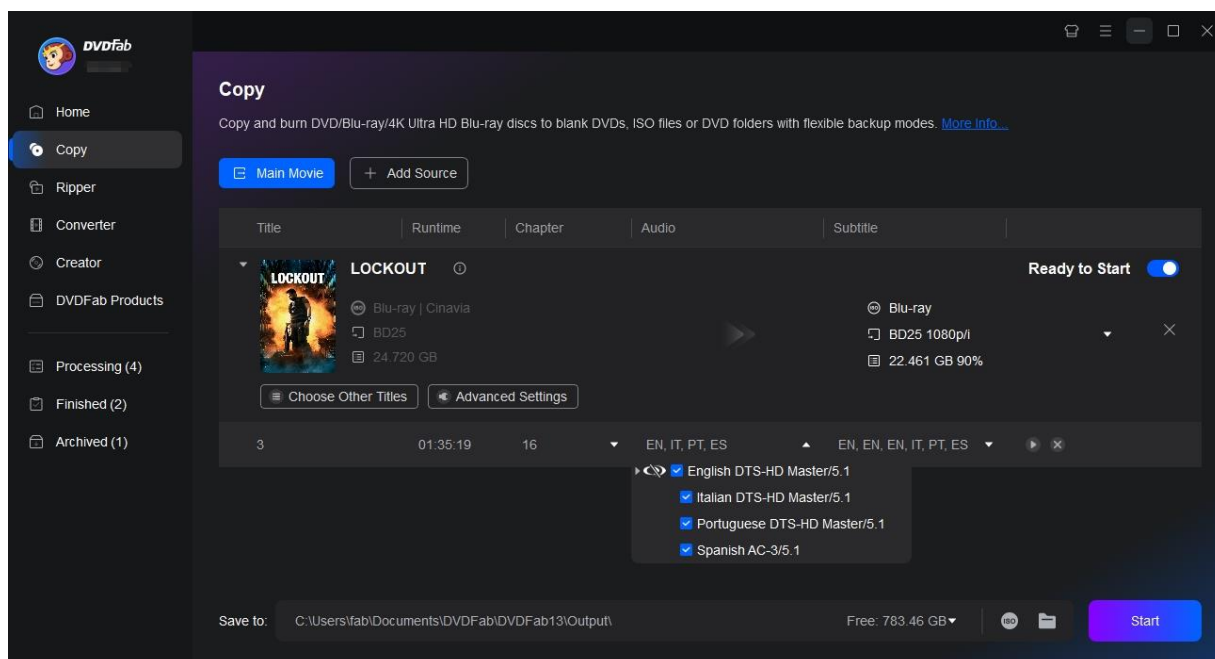 DVDFab
Home
Copy
Ripper
Converter
Creator
DVDFab Products
Processing (4)
Finished (2)
Archived (1)
Copy
Copy and burn DVD/Blu-ray/4K Ultra HD Blu-ray discs to blank DVDs, ISO files or DVD folders with flexible backup modes. More Info...
Main Movie
Add Source
Title Runtime Chapter Audio Subtitle
LOCKOUT
LOCKOUT
Ready to Start
ISO Blu-ray | Cinavia
BD25
24.720 GB
ISO Blu-ray
BD25 1080p/i
22.461 GB 90%
Choose Other Titles
Advanced Settings
3 01:35:19 16 EN, IT, PT, ES EN, EN, EN, IT, PT, ES
English DTS-HD Master/5.1
Italian DTS-HD Master/5.1
Portuguese DTS-HD Master/5.1
Spanish AC-3/5.1
Save to: C:\Users\fab\Documents\DVDFab\DVDFab13\Output\ Free: 783.46 GB
ISO
Start